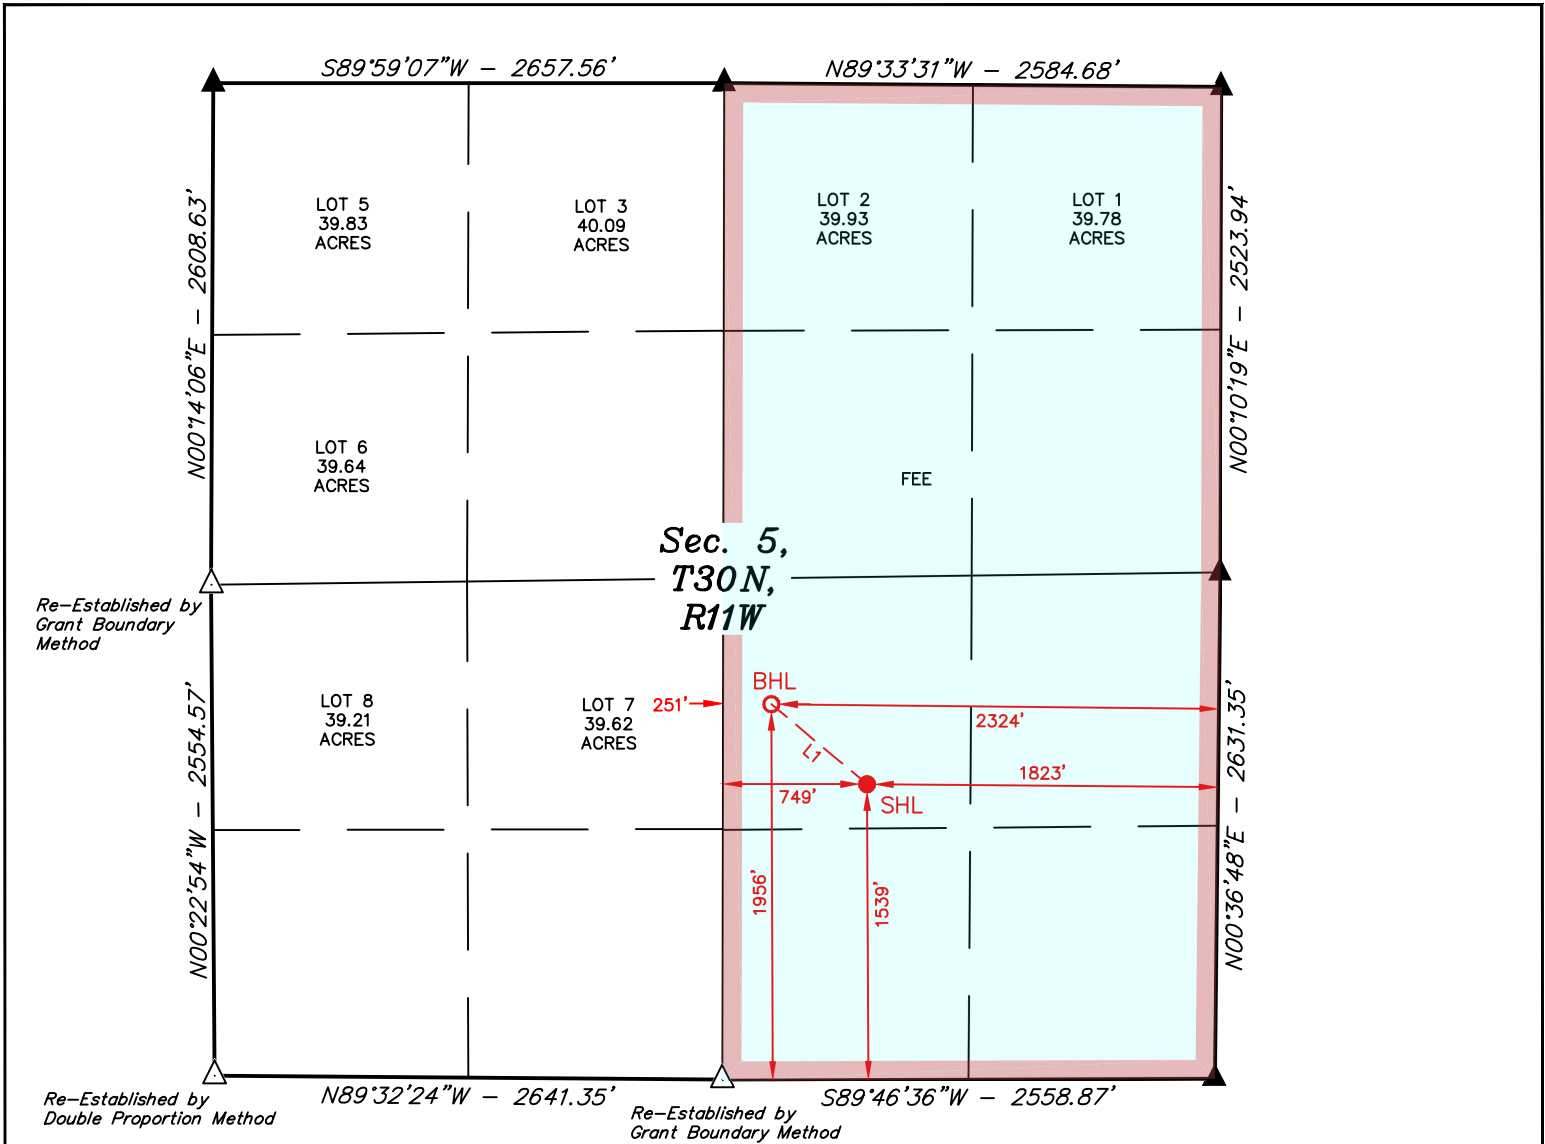 S89°59'07"W – 2657.56'
N89°33'31"W – 2584.68'
N00°14'06"E – 2608.63'
LOT 5
39.83
ACRES
LOT 3
40.09
ACRES
LOT 2
39.93
ACRES
LOT 1
39.78
ACRES
N00°10'19"E – 2523.94'
LOT 6
39.64
ACRES
FEE
Sec. 5,
T30N,
R11W
Re-Established by
Grant Boundary
Method
N00°22'54"W – 2554.57'
LOT 8
39.21
ACRES
LOT 7
39.62
ACRES
251'
BHL
2324'
L1
1823'
749'
SHL
1956'
1539'
N00°36'48"E – 2631.35'
N89°32'24"W – 2641.35'
S89°46'36"W – 2558.87'
Re-Established by
Double Proportion Method
Re-Established by
Grant Boundary Method